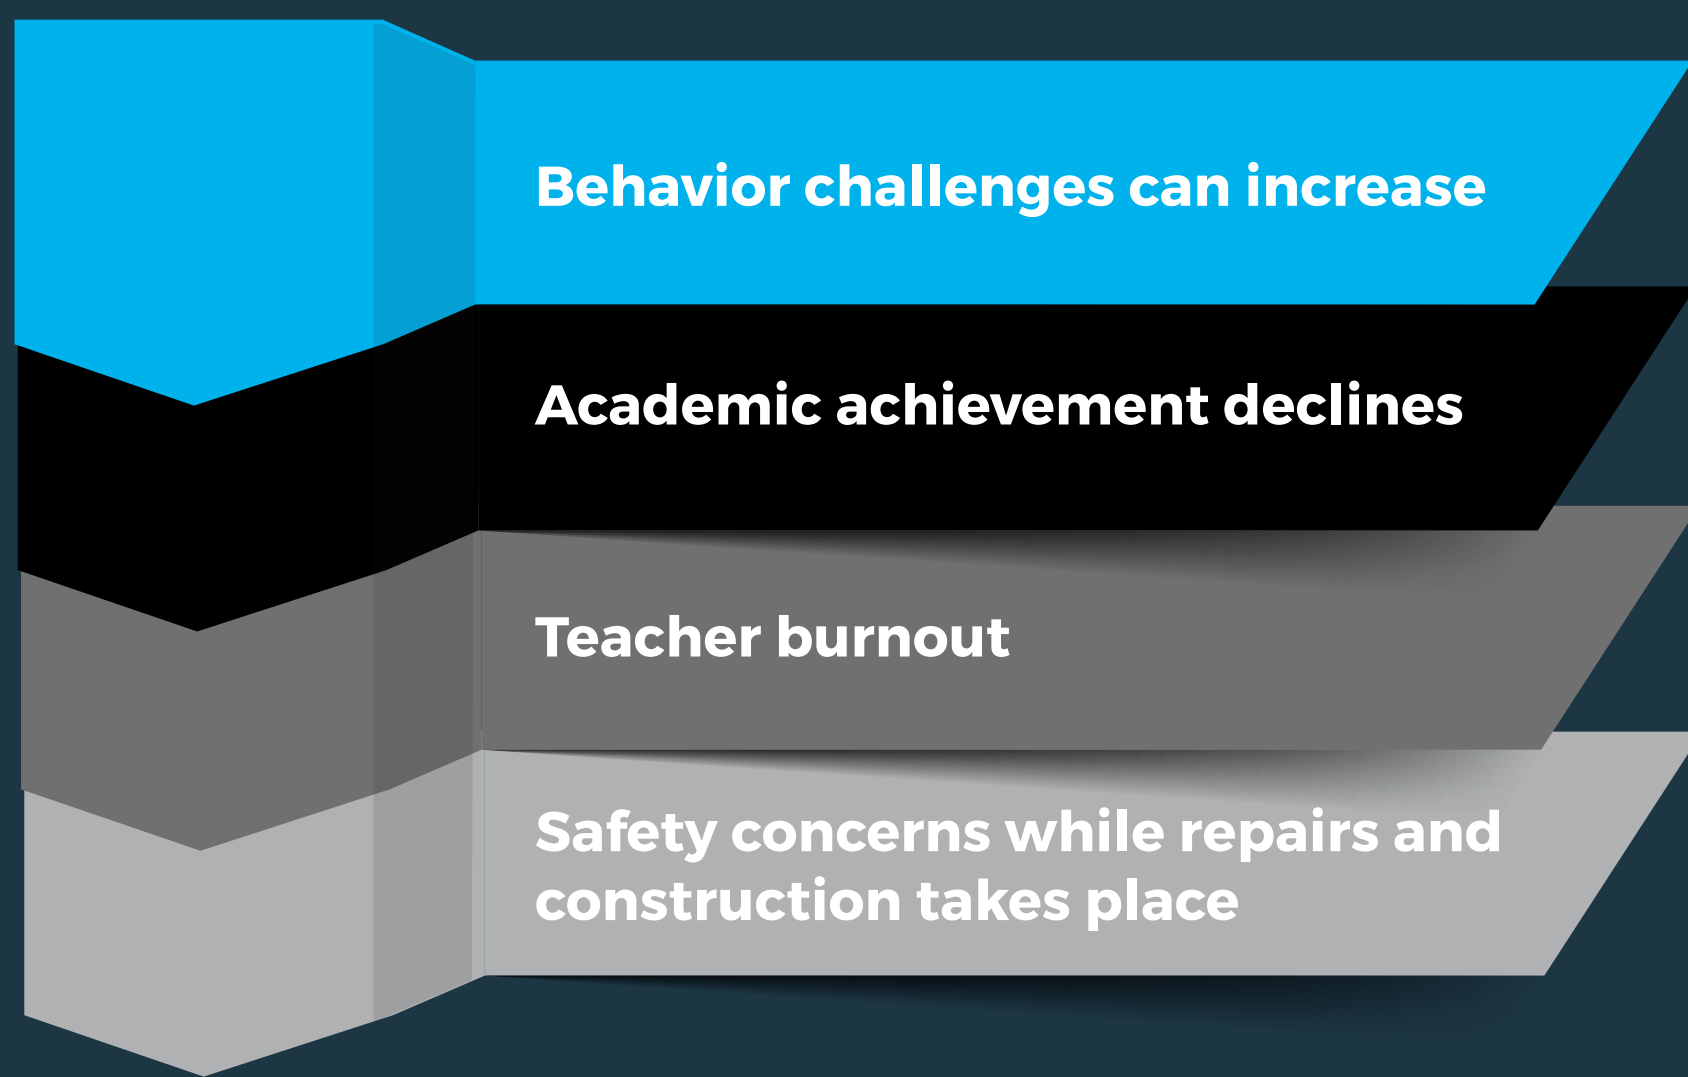 Behavior challenges can increase
Academic achievement declines
Teacher burnout
Safety concerns while repairs and
construction takes place